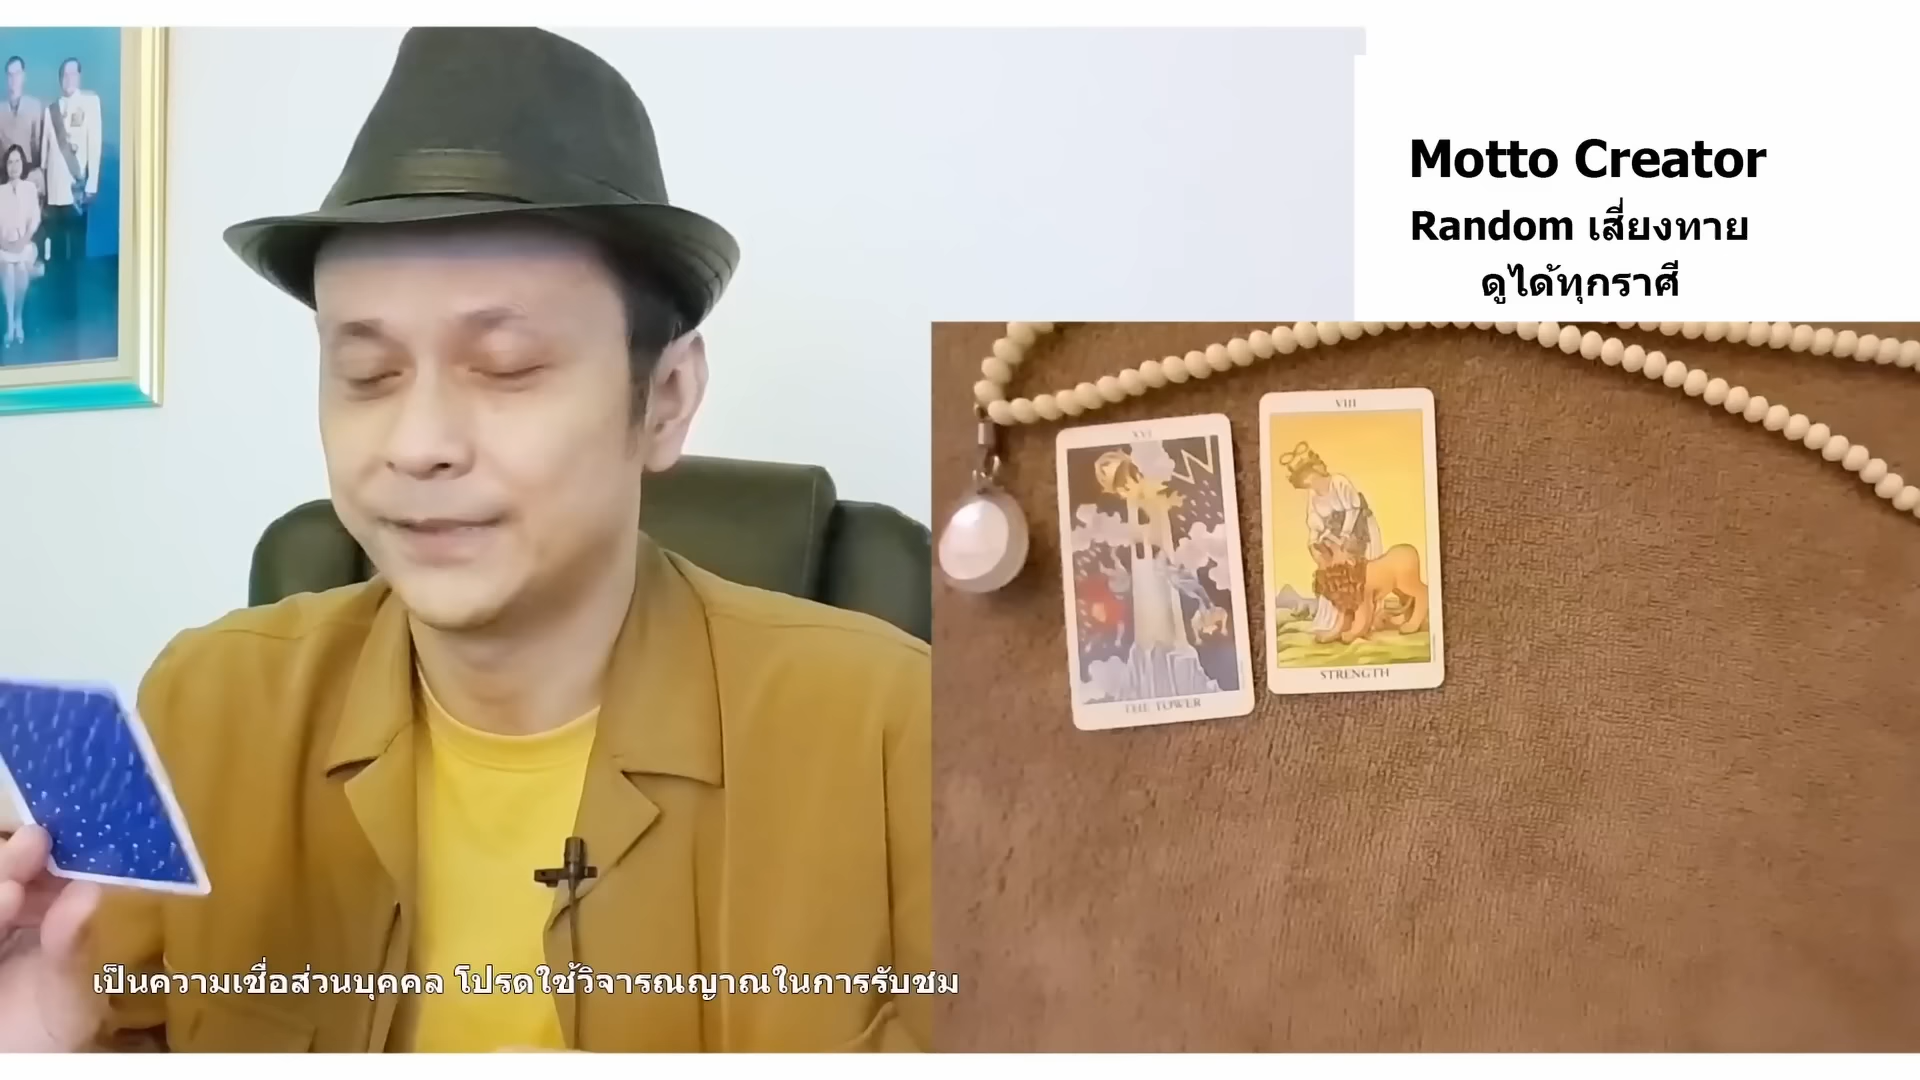 Motto Creator
Random เสี่ยงทาย
ดูได้ทุกราศี
XVI
VIII
STRENGTH
THE TOWER
เป็นความเชื่อส่วนบุคคล โปรดใช้วิจารณญาณในการรับชม